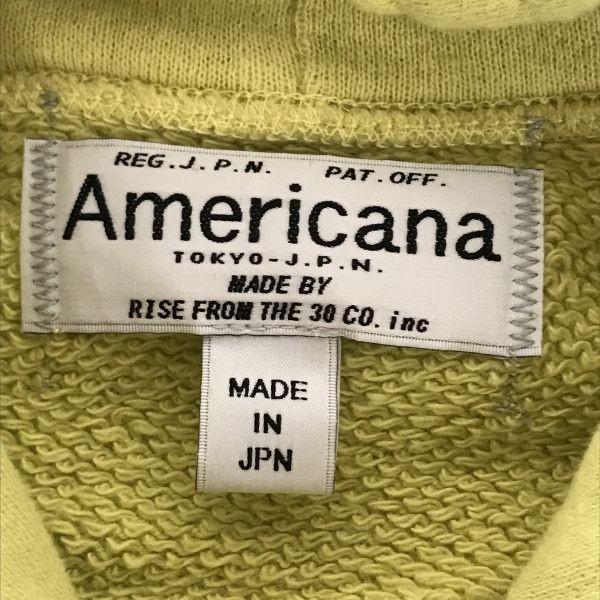 REG.J.P.N. PAT.OFF.
Americana
TOKYO-J.P.N.
MADE BY
RISE FROM THE 30 CO. inc
MADE
IN
JPN